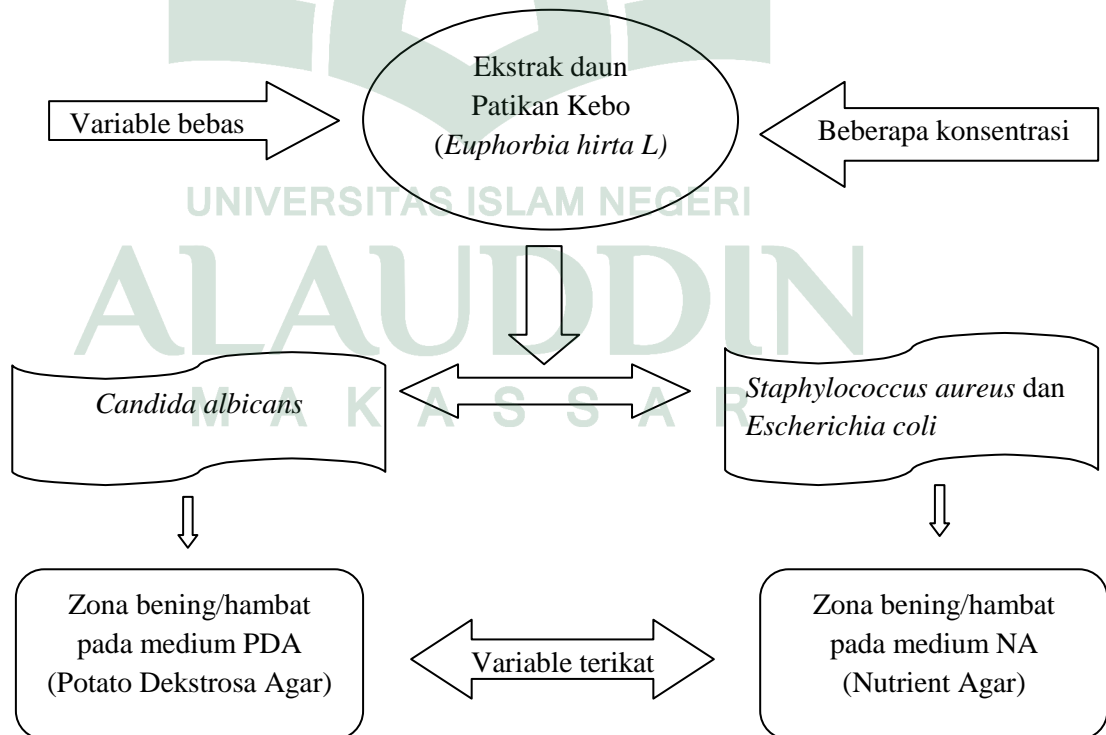 Ekstrak daun
Patikan Kebo
(Euphorbia hirta L)
Variable bebas
Beberapa konsentrasi
UNIVERSITAS ISLAM NEGERI
ALAUDDIN
MAKASSAR
Candida albicans
Staphylococcus aureus dan
Escherichia coli
Zona bening/hambat
pada medium PDA
(Potato Dekstrosa Agar)
Variable terikat
Zona bening/hambat
pada medium NA
(Nutrient Agar)